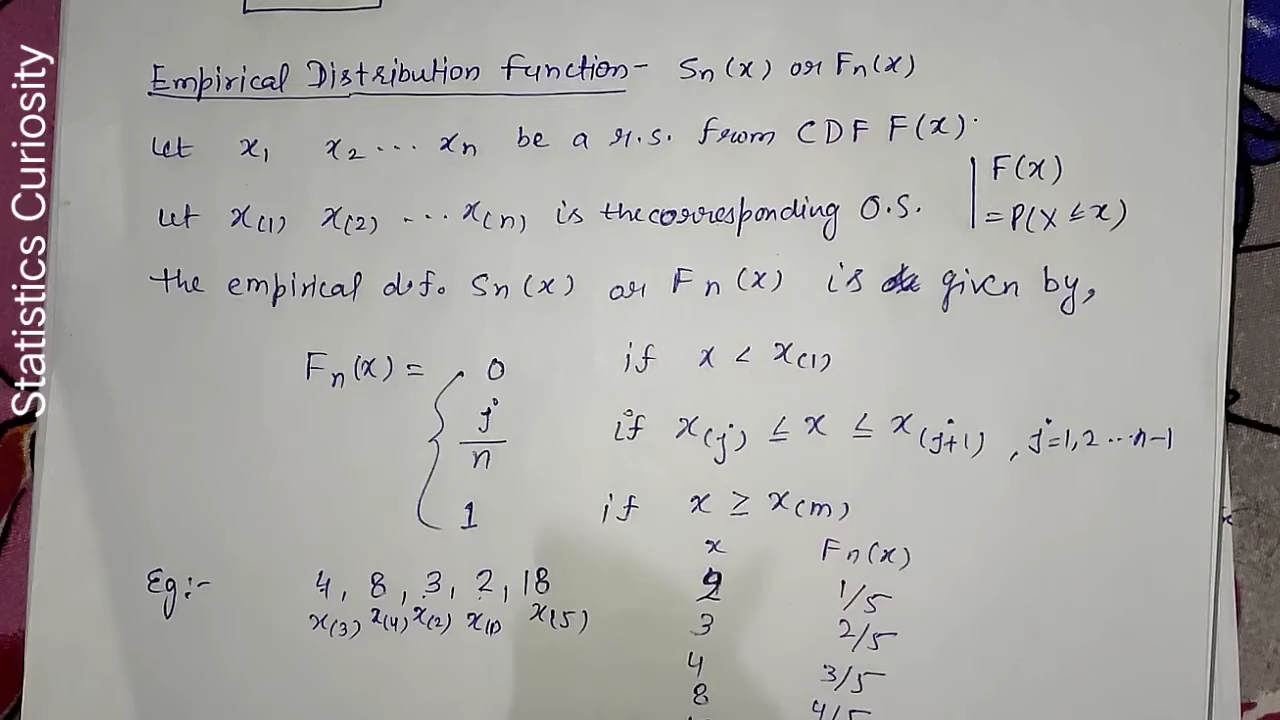 Statistics Curiosity
Empirical Distribution function- Sn(x) or Fn(x)
Let x1 x2 ... xn be a r.s. from CDF F(x).
F(x)
Let x(1) x(2) ... x(n) is the corresponding O.S.
= P(X ≤ x)
the empirical d.f. Sn(x) or Fn(x) is given by,
Fn(x) = 0 if x < x(1)
j/n if x(j) ≤ x ≤ x(j+1), j=1,2...n-1
1 if x ≥ x(n)
x Fn(x)
Eg:- 4, 8, 3, 2, 18
x(3) x(4) x(2) x(1) x(5)
2 1/5
3 2/5
4 3/5
8 4/5